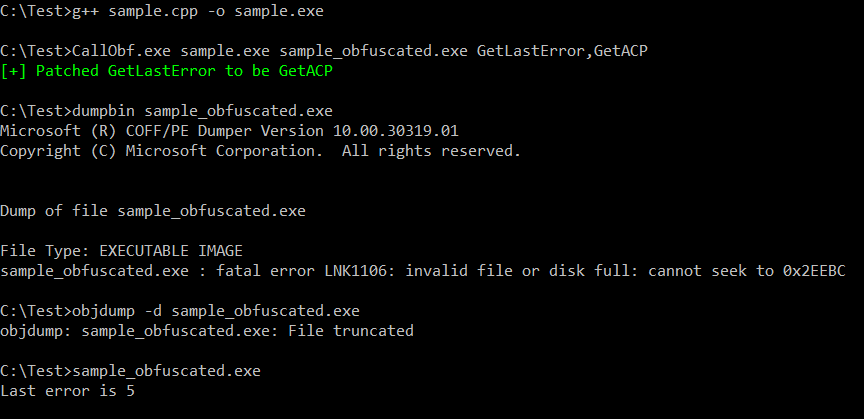 C:\Test>g++ sample.cpp -o sample.exe
C:\Test>CallObf.exe sample.exe sample_obfuscated.exe GetLastError,GetACP
[+] Patched GetLastError to be GetACP
C:\Test>dumpbin sample_obfuscated.exe
Microsoft (R) COFF/PE Dumper Version 10.00.30319.01
Copyright (C) Microsoft Corporation.  All rights reserved.
Dump of file sample_obfuscated.exe
File Type: EXECUTABLE IMAGE
sample_obfuscated.exe : fatal error LNK1106: invalid file or disk full: cannot seek to 0x2EEBC
C:\Test>objdump -d sample_obfuscated.exe
objdump: sample_obfuscated.exe: File truncated
C:\Test>sample_obfuscated.exe
Last error is 5